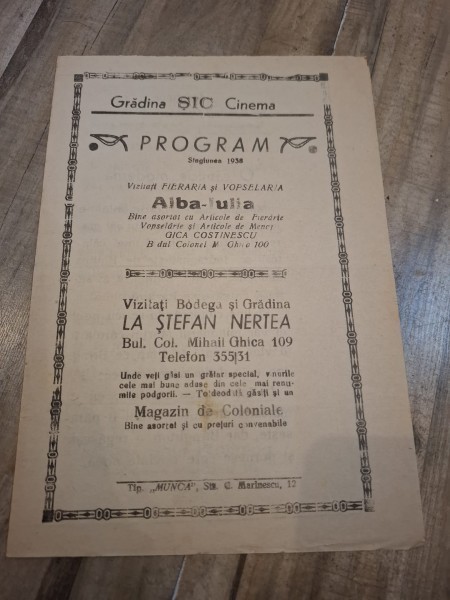 Grădina ŞIC Cinema
PROGRAM
Stagiunea 1938
Vizitați FIERARIA și VOPSELARIA
Alba-Iulia
Bine asortat cu Articole de Fierărie
Vopselărie și Articole de Menaj
GICA COSTINESCU
B dul Colonel M. Ghica 100
Vizitați Bodega și Grădina
LA ȘTEFAN NERTEA
Bul. Col. Mihail Ghica 109
Telefon 355|31
Unde veți găsi un grătar special, vinurile
cele mai bune aduse din cele mai renu-
mite podgorii. — Totdeodată găsiți și un
Magazin de Coloniale
Bine asortat și cu prețuri convenabile
Tip. „MUNCA", Str. C. Marinescu, 12